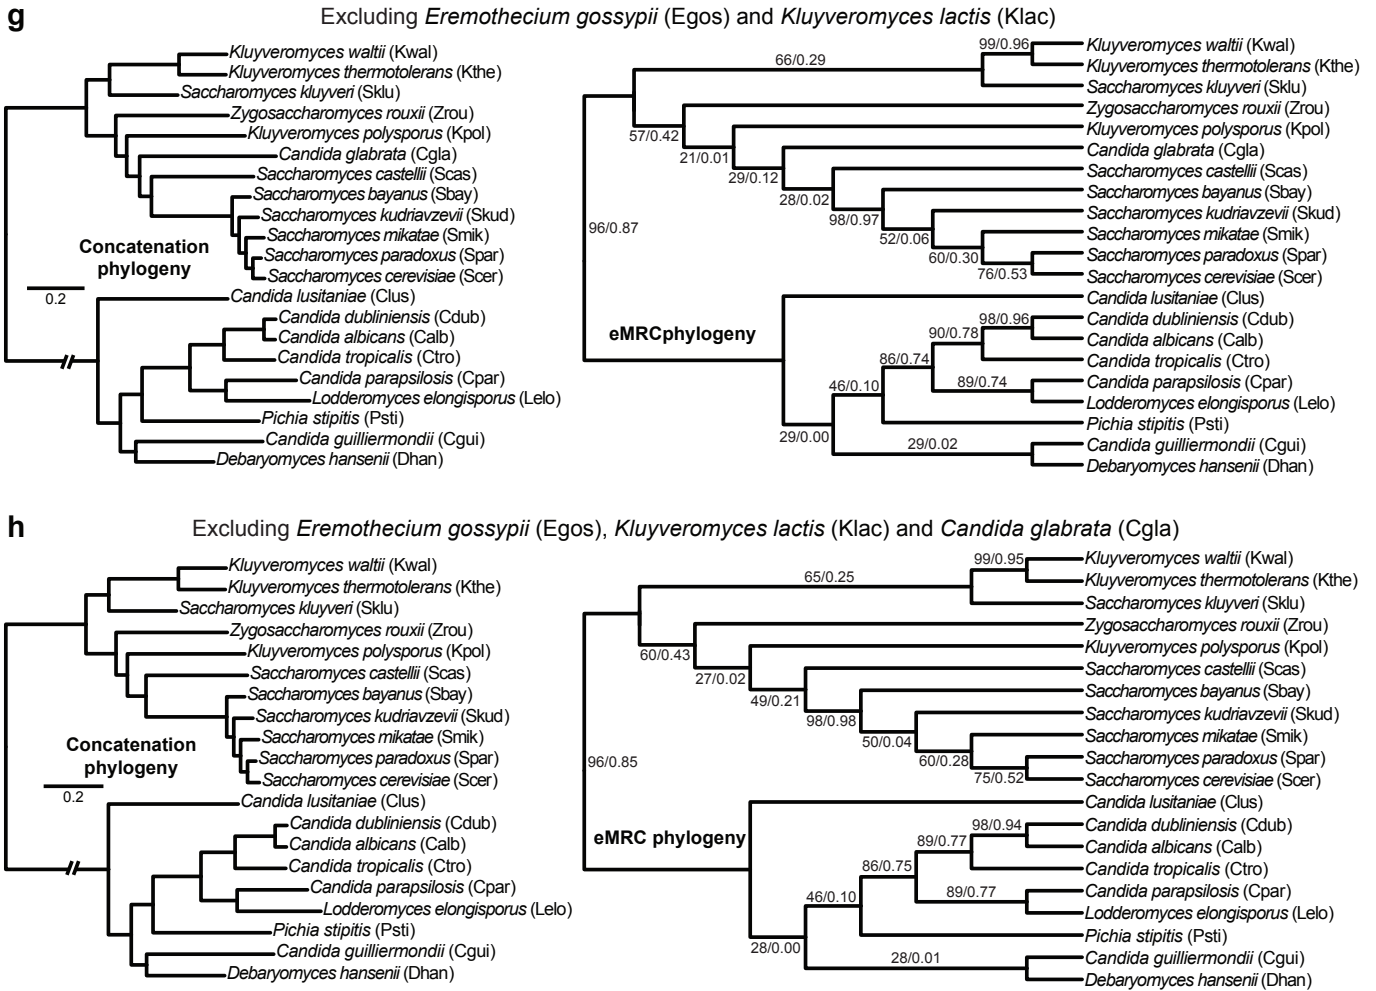 g
Excluding Eremothecium gossypii (Egos) and Kluyveromyces lactis (Klac)
Kluyveromyces waltii (Kwal)
Kluyveromyces thermotolerans (Kthe)
Saccharomyces kluyveri (Sklu)
Zygosaccharomyces rouxii (Zrou)
Kluyveromyces polysporus (Kpol)
Candida glabrata (Cgla)
Saccharomyces castellii (Scas)
Saccharomyces bayanus (Sbay)
Saccharomyces kudriavzevii (Skud)
Saccharomyces mikatae (Smik)
Saccharomyces paradoxus (Spar)
Saccharomyces cerevisiae (Scer)
Concatenation
phylogeny
0.2
Candida lusitaniae (Clus)
Candida dubliniensis (Cdub)
Candida albicans (Calb)
Candida tropicalis (Ctro)
Candida parapsilosis (Cpar)
Lodderomyces elongisporus (Lelo)
Pichia stipitis (Psti)
Candida guilliermondii (Cgui)
Debaryomyces hansenii (Dhan)
99/0.96
66/0.29
57/0.42
21/0.01
29/0.12
28/0.02
98/0.97
52/0.06
60/0.30
76/0.53
96/0.87
Kluyveromyces waltii (Kwal)
Kluyveromyces thermotolerans (Kthe)
Saccharomyces kluyveri (Sklu)
Zygosaccharomyces rouxii (Zrou)
Kluyveromyces polysporus (Kpol)
Candida glabrata (Cgla)
Saccharomyces castellii (Scas)
Saccharomyces bayanus (Sbay)
Saccharomyces kudriavzevii (Skud)
Saccharomyces mikatae (Smik)
Saccharomyces paradoxus (Spar)
Saccharomyces cerevisiae (Scer)
eMRCphylogeny
98/0.96
90/0.78
86/0.74
89/0.74
46/0.10
29/0.00
29/0.02
Candida lusitaniae (Clus)
Candida dubliniensis (Cdub)
Candida albicans (Calb)
Candida tropicalis (Ctro)
Candida parapsilosis (Cpar)
Lodderomyces elongisporus (Lelo)
Pichia stipitis (Psti)
Candida guilliermondii (Cgui)
Debaryomyces hansenii (Dhan)
h
Excluding Eremothecium gossypii (Egos), Kluyveromyces lactis (Klac) and Candida glabrata (Cgla)
Kluyveromyces waltii (Kwal)
Kluyveromyces thermotolerans (Kthe)
Saccharomyces kluyveri (Sklu)
Zygosaccharomyces rouxii (Zrou)
Kluyveromyces polysporus (Kpol)
Saccharomyces castellii (Scas)
Saccharomyces bayanus (Sbay)
Saccharomyces kudriavzevii (Skud)
Saccharomyces mikatae (Smik)
Saccharomyces paradoxus (Spar)
Saccharomyces cerevisiae (Scer)
Concatenation
phylogeny
0.2
Candida lusitaniae (Clus)
Candida dubliniensis (Cdub)
Candida albicans (Calb)
Candida tropicalis (Ctro)
Candida parapsilosis (Cpar)
Lodderomyces elongisporus (Lelo)
Pichia stipitis (Psti)
Candida guilliermondii (Cgui)
Debaryomyces hansenii (Dhan)
99/0.95
65/0.25
60/0.43
27/0.02
49/0.21
98/0.98
50/0.04
60/0.28
75/0.52
96/0.85
Kluyveromyces waltii (Kwal)
Kluyveromyces thermotolerans (Kthe)
Saccharomyces kluyveri (Sklu)
Zygosaccharomyces rouxii (Zrou)
Kluyveromyces polysporus (Kpol)
Saccharomyces castellii (Scas)
Saccharomyces bayanus (Sbay)
Saccharomyces kudriavzevii (Skud)
Saccharomyces mikatae (Smik)
Saccharomyces paradoxus (Spar)
Saccharomyces cerevisiae (Scer)
eMRC phylogeny
98/0.94
89/0.77
86/0.75
89/0.77
46/0.10
28/0.00
28/0.01
Candida lusitaniae (Clus)
Candida dubliniensis (Cdub)
Candida albicans (Calb)
Candida tropicalis (Ctro)
Candida parapsilosis (Cpar)
Lodderomyces elongisporus (Lelo)
Pichia stipitis (Psti)
Candida guilliermondii (Cgui)
Debaryomyces hansenii (Dhan)